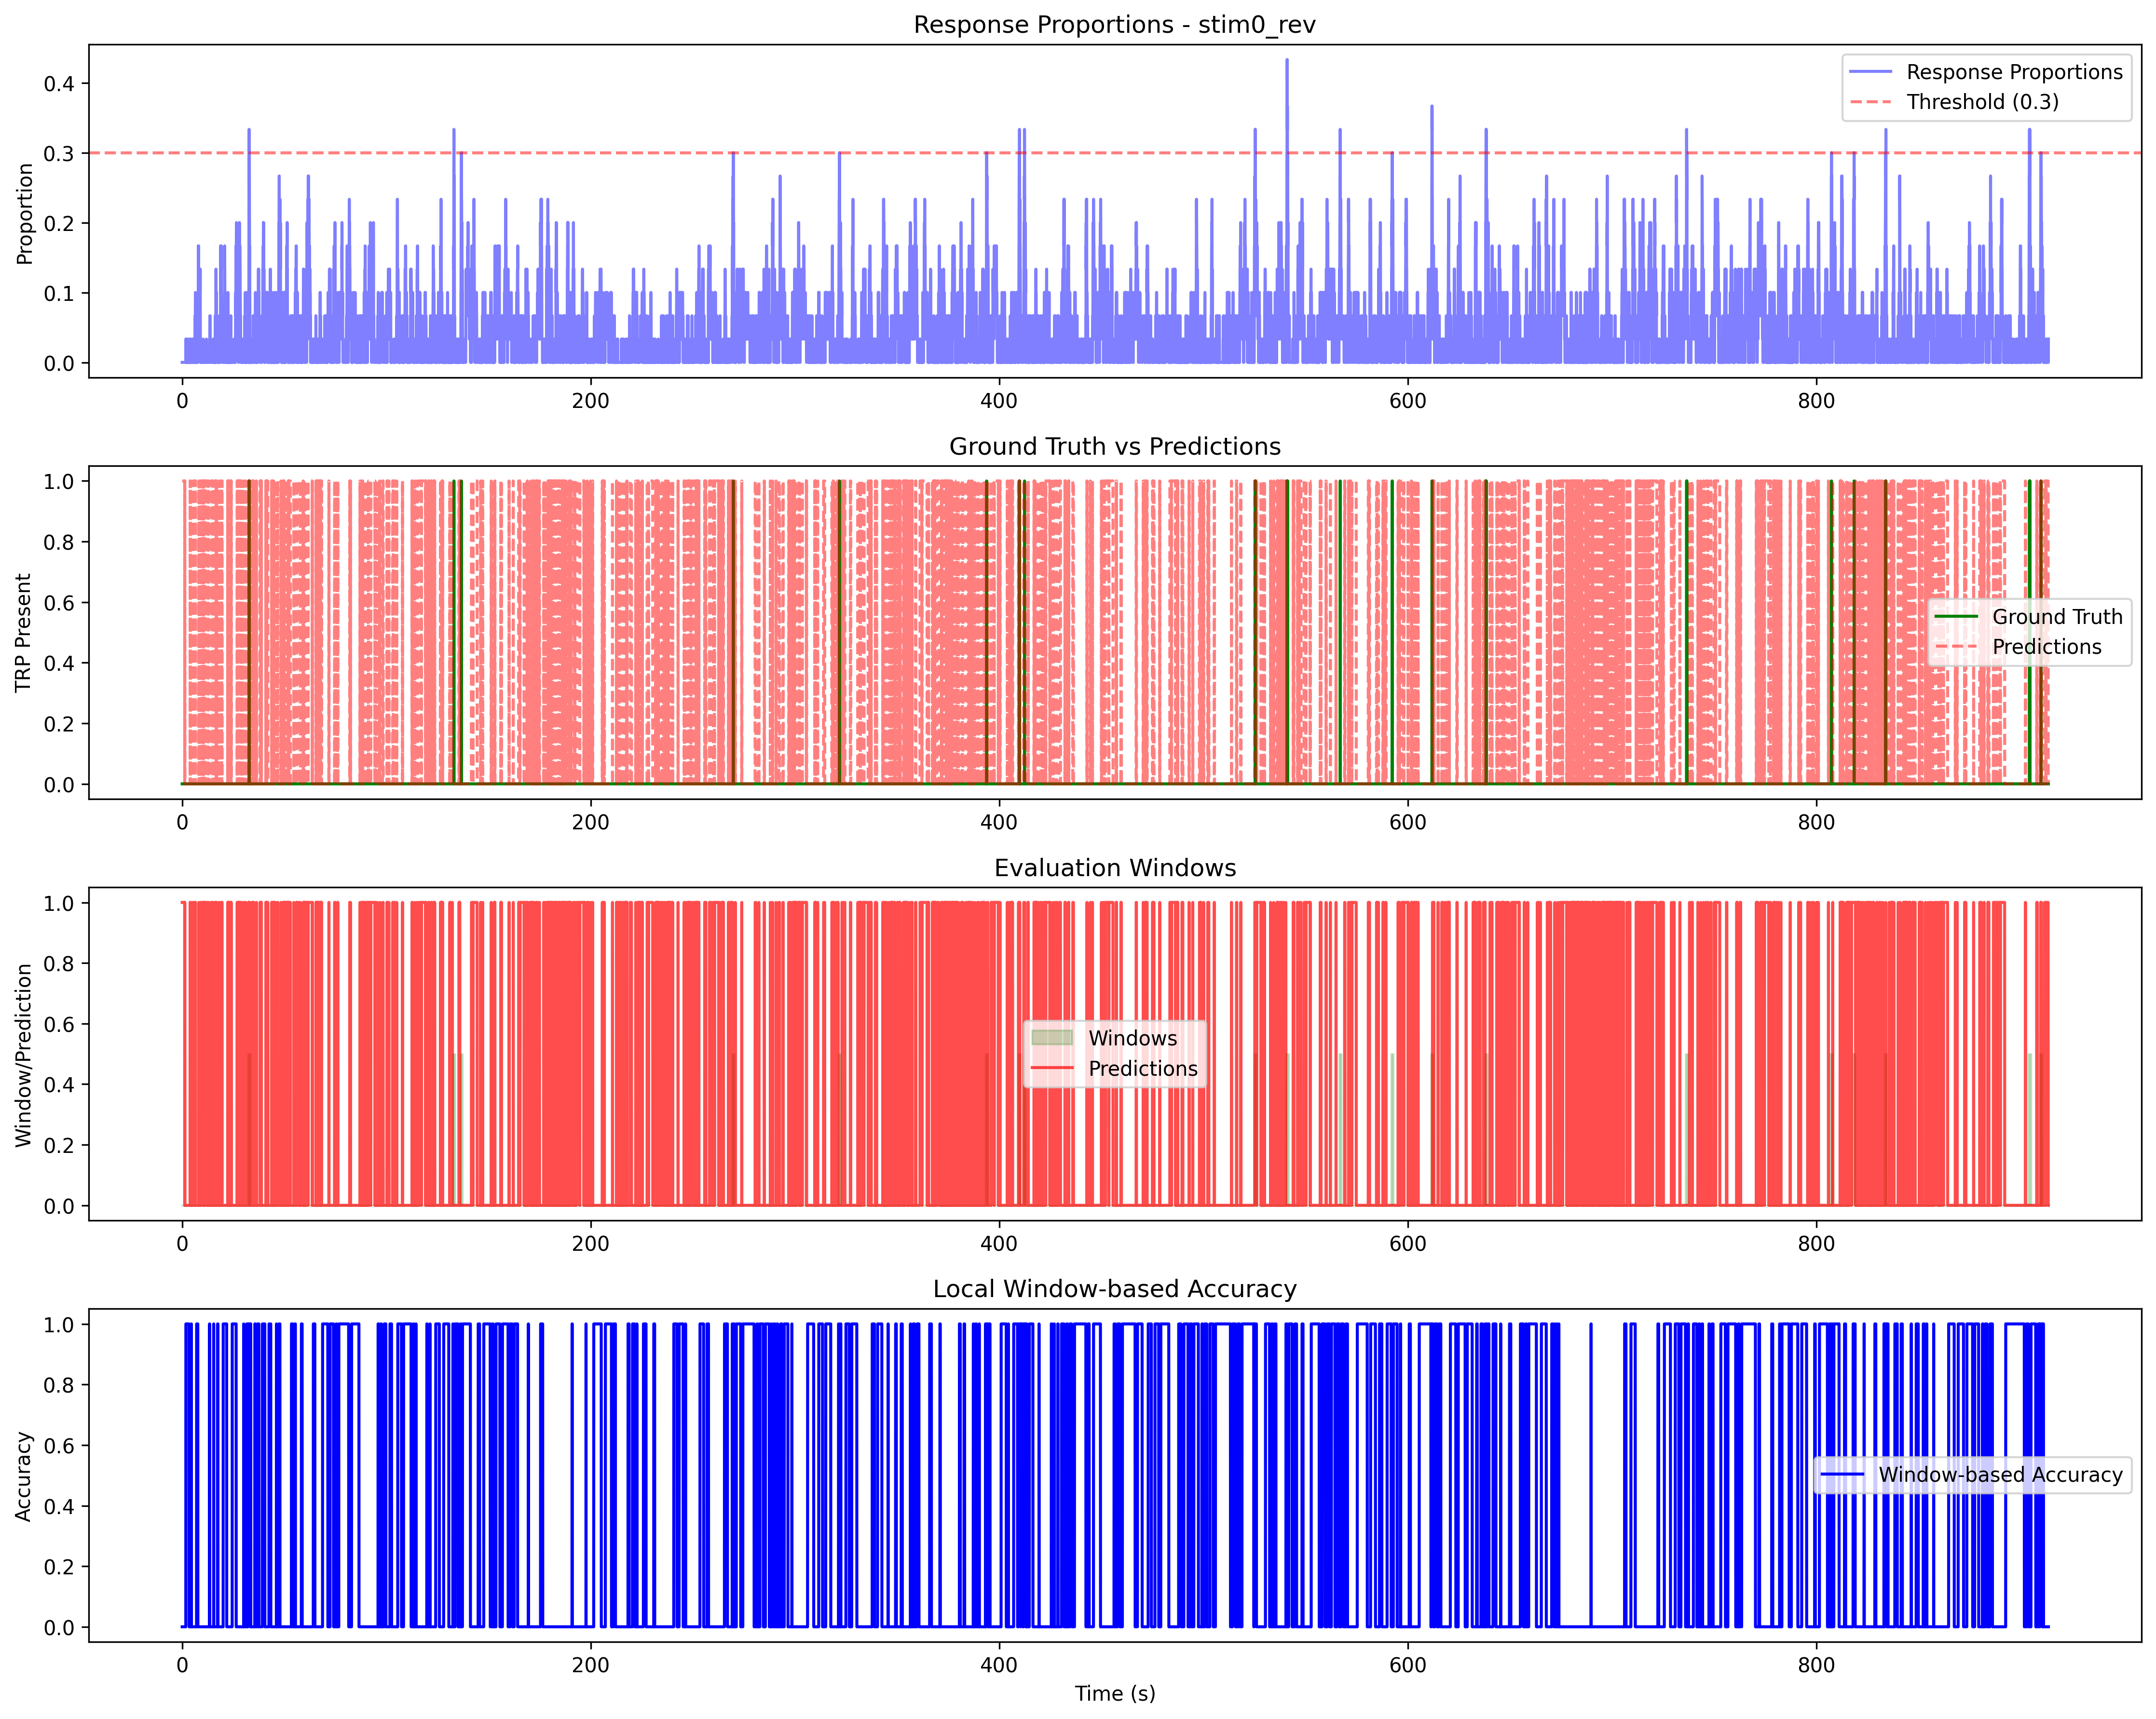 Response Proportions - stim0_rev
Proportion
0.4
0.3
0.2
0.1
0.0
Response Proportions
Threshold (0.3)
0 200 400 600 800
Ground Truth vs Predictions
TRP Present
1.0
0.8
0.6
0.4
0.2
0.0
Ground Truth
Predictions
0 200 400 600 800
Evaluation Windows
Window/Prediction
1.0
0.8
0.6
0.4
0.2
0.0
Windows
Predictions
0 200 400 600 800
Local Window-based Accuracy
Accuracy
1.0
0.8
0.6
0.4
0.2
0.0
Window-based Accuracy
0 200 400 600 800
Time (s)